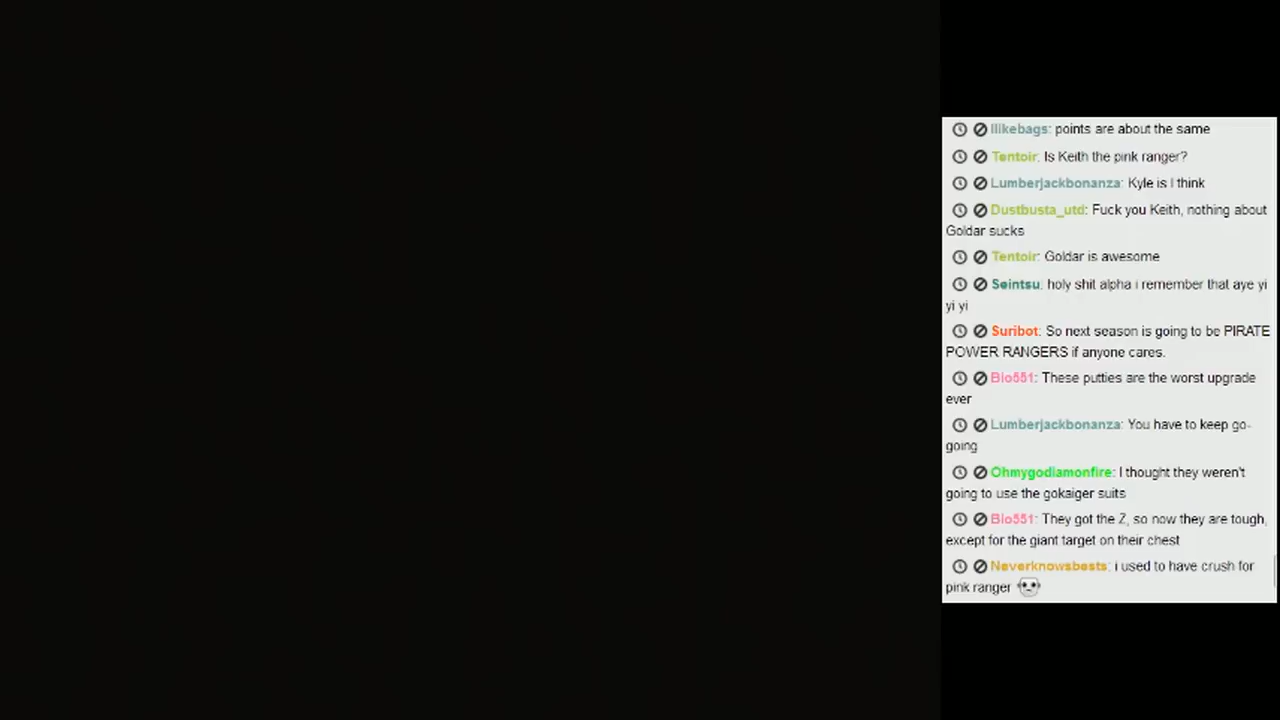 Ilikebags: points are about the same
Tentoir: Is Keith the pink ranger?
Lumberjackbonanza: Kyle is I think
Dustbusta_utd: Fuck you Keith, nothing about
Goldar sucks
Tentoir: Goldar is awesome
Seintsu: holy shit alpha i remember that aye yi
yi yi
Suribot: So next season is going to be PIRATE
POWER RANGERS if anyone cares.
Bio551: These putties are the worst upgrade
ever
Lumberjackbonanza: You have to keep go-
going
Ohmygodiamonfire: I thought they weren't
going to use the gokaiger suits
Bio551: They got the Z, so now they are tough,
except for the giant target on their chest
Neverknowsbests: i used to have crush for
pink ranger